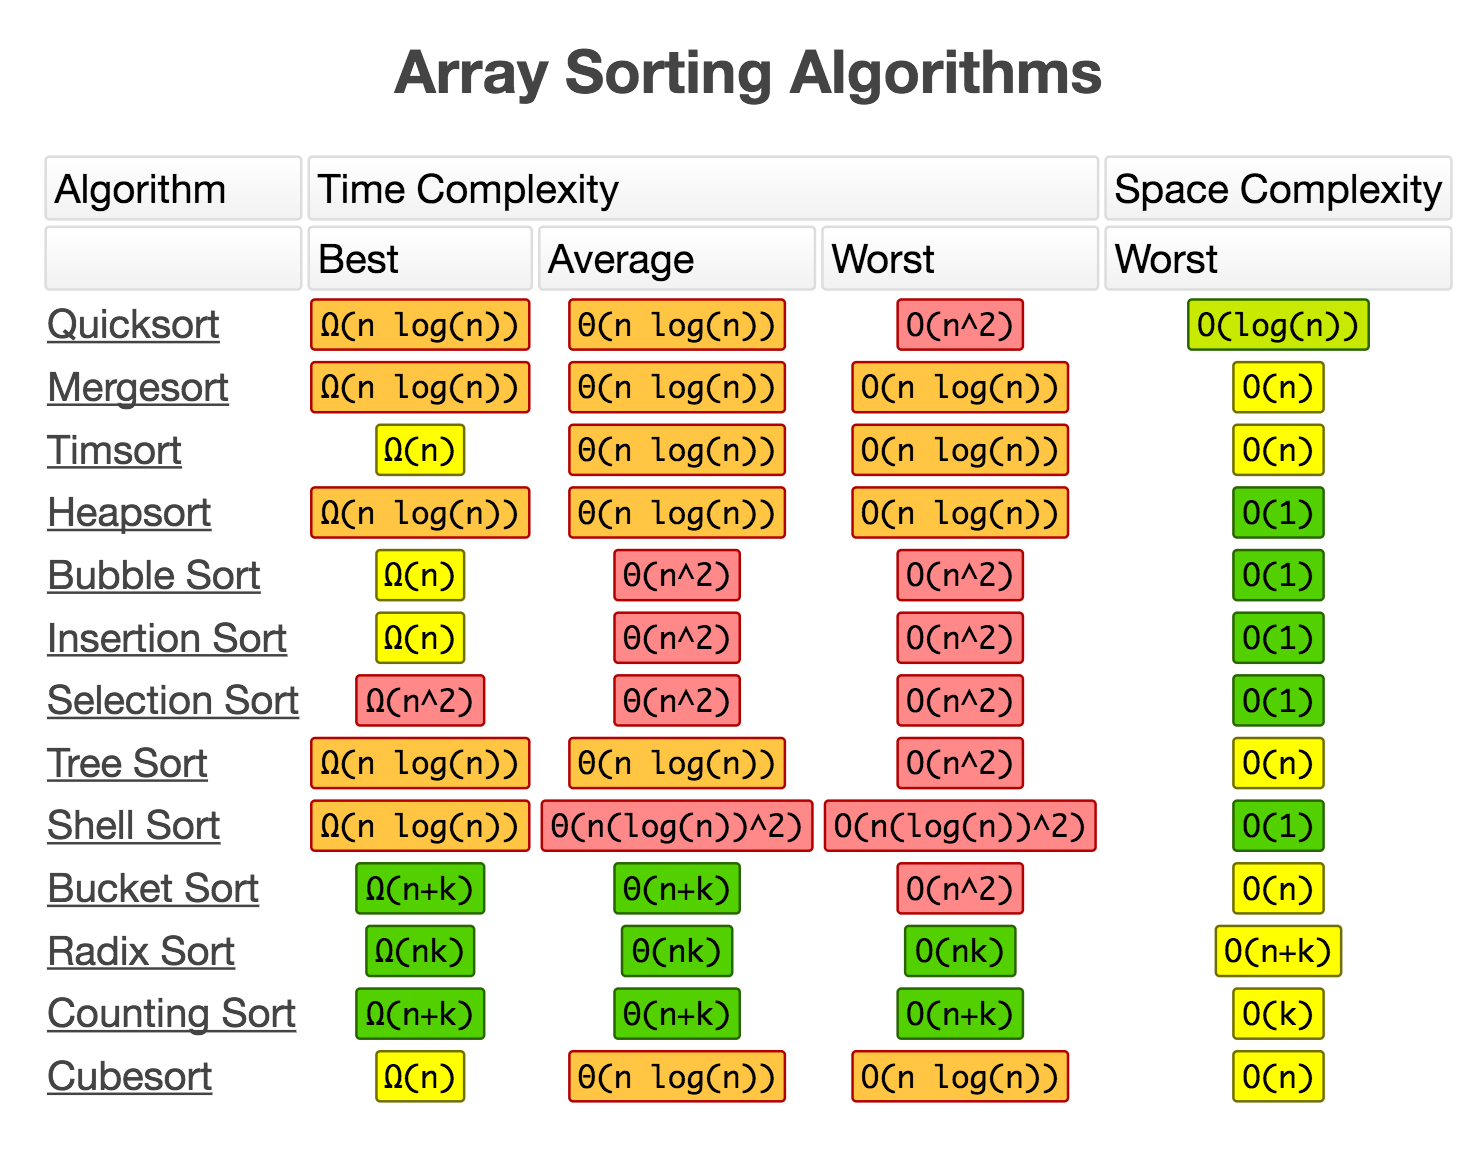 Array Sorting Algorithms
Algorithm Time Complexity Space Complexity
Best Average Worst Worst
Quicksort Ω(n log(n)) Θ(n log(n)) O(n^2) O(log(n))
Mergesort Ω(n log(n)) Θ(n log(n)) O(n log(n)) O(n)
Timsort Ω(n) Θ(n log(n)) O(n log(n)) O(n)
Heapsort Ω(n log(n)) Θ(n log(n)) O(n log(n)) O(1)
Bubble Sort Ω(n) Θ(n^2) O(n^2) O(1)
Insertion Sort Ω(n) Θ(n^2) O(n^2) O(1)
Selection Sort Ω(n^2) Θ(n^2) O(n^2) O(1)
Tree Sort Ω(n log(n)) Θ(n log(n)) O(n^2) O(n)
Shell Sort Ω(n log(n)) Θ(n(log(n))^2) O(n(log(n))^2) O(1)
Bucket Sort Ω(n+k) Θ(n+k) O(n^2) O(n)
Radix Sort Ω(nk) Θ(nk) O(nk) O(n+k)
Counting Sort Ω(n+k) Θ(n+k) O(n+k) O(k)
Cubesort Ω(n) Θ(n log(n)) O(n log(n)) O(n)